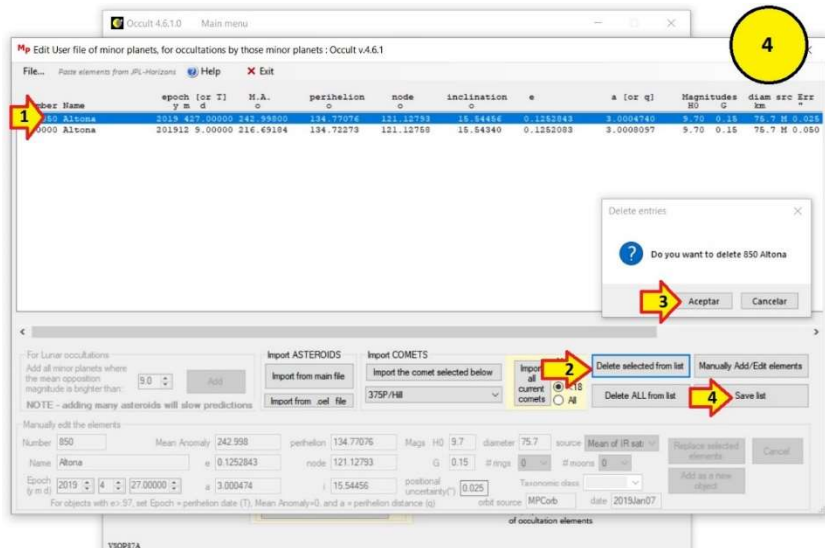 Occult 4.6.1.0 Main menu
4
Edit User file of minor planets, for occultations by those minor planets : Occult v.4.6.1
File... Paste elements from JPL-Horizons Help Exit
epoch [or T] M.A. perihelion node inclination e a [or q] Magnitudes diam src Err
Name y m d o o o o H0 G km "
1 Altona 2019 427.00000 242.99800 134.77076 121.12793 15.54456 0.1252843 3.0004740 9.70 0.15 75.7 M 0.025
Altona 201912 9.00000 216.69184 134.72273 121.12758 15.54340 0.1252083 3.0008097 9.70 0.15 75.7 M 0.050
Delete entries
Do you want to delete 850 Altona
3 Aceptar Cancelar
For Lunar occultations
Add all minor planets where
the mean opposition
magnitude is brighter than: 9.0 Add
NOTE - adding many asteroids will slow predictions
Import ASTEROIDS
Import from main file
Import from .oel file
Import COMETS
Import the comet selected below
375P/Hill
all
current
comets
All
2 Delete selected from list Manually Add/Edit elements
Delete ALL from list 4 Save list
Manually edit the elements
Number 850 Mean Anomaly 242.998 perihelion 134.77076 Mags H0 9.7 diameter 75.7 source Mean of IR sat Replace selected elements Cancel
Name Altona e 0.1252843 node 121.12793 G 0.15 # rings 0 # moons 0
Epoch (y m d) 2019 4 27.00000 a 3.000474 i 15.54456 positional uncertainty(") 0.025 Taxonomic class Add as a new object
For objects with e>.97, set Epoch = perihelion date (T), Mean Anomaly=0, and a = perihelion distance (q) orbit source MPCorb date 2019Jan07
of occultation elements